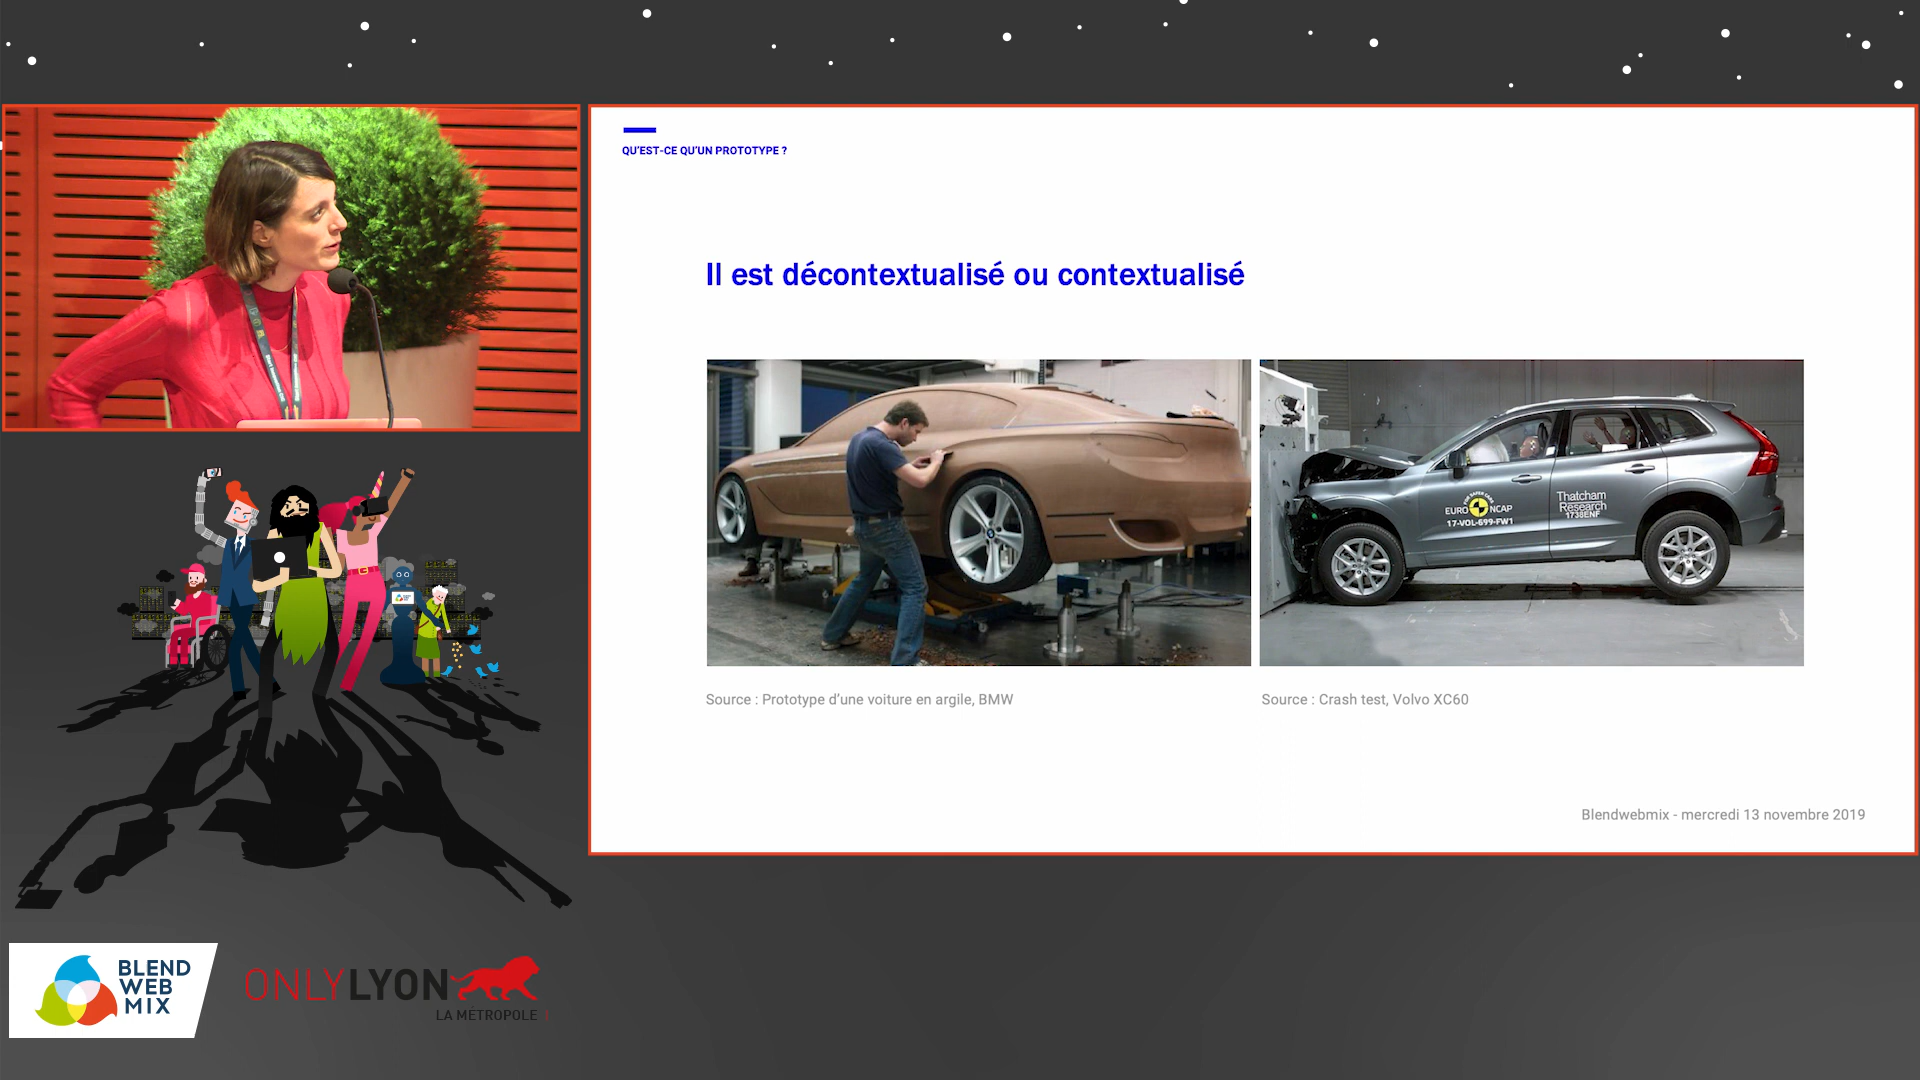 QU'EST-CE QU'UN PROTOTYPE ?
Il est décontextualisé ou contextualisé
EURO NCAP
17-VOL-699-FW1
Thatcham
Research
1738ENF
Source : Prototype d'une voiture en argile, BMW
Source : Crash test, Volvo XC60
Blendwebmix - mercredi 13 novembre 2019
BLEND
WEB
MIX
ONLYLYON
LA MÉTROPOLE